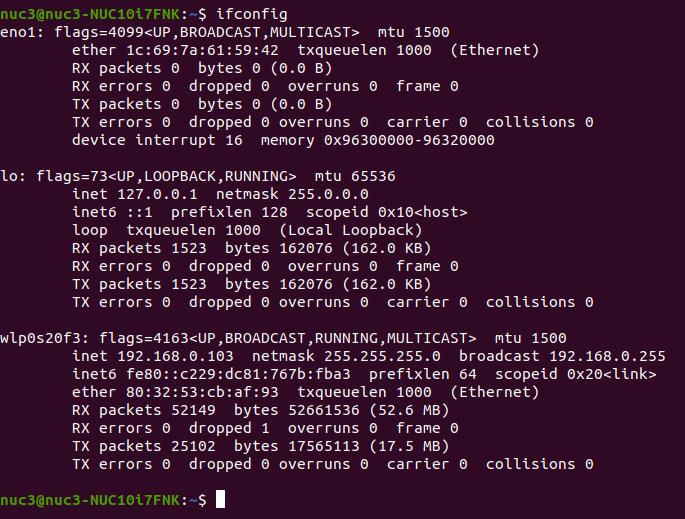 nuc3@nuc3-NUC10i7FNK:~$ ifconfig
eno1: flags=4099<UP,BROADCAST,MULTICAST>  mtu 1500
        ether 1c:69:7a:61:59:42  txqueuelen 1000  (Ethernet)
        RX packets 0  bytes 0 (0.0 B)
        RX errors 0  dropped 0  overruns 0  frame 0
        TX packets 0  bytes 0 (0.0 B)
        TX errors 0  dropped 0 overruns 0  carrier 0  collisions 0
        device interrupt 16  memory 0x96300000-96320000

lo: flags=73<UP,LOOPBACK,RUNNING>  mtu 65536
        inet 127.0.0.1  netmask 255.0.0.0
        inet6 ::1  prefixlen 128  scopeid 0x10<host>
        loop  txqueuelen 1000  (Local Loopback)
        RX packets 1523  bytes 162076 (162.0 KB)
        RX errors 0  dropped 0  overruns 0  frame 0
        TX packets 1523  bytes 162076 (162.0 KB)
        TX errors 0  dropped 0 overruns 0  carrier 0  collisions 0

wlp0s20f3: flags=4163<UP,BROADCAST,RUNNING,MULTICAST>  mtu 1500
        inet 192.168.0.103  netmask 255.255.255.0  broadcast 192.168.0.255
        inet6 fe80::c229:dc81:767b:fba3  prefixlen 64  scopeid 0x20<link>
        ether 80:32:53:cb:af:93  txqueuelen 1000  (Ethernet)
        RX packets 52149  bytes 52661536 (52.6 MB)
        RX errors 0  dropped 1  overruns 0  frame 0
        TX packets 25102  bytes 17565113 (17.5 MB)
        TX errors 0  dropped 0 overruns 0  carrier 0  collisions 0

nuc3@nuc3-NUC10i7FNK:~$